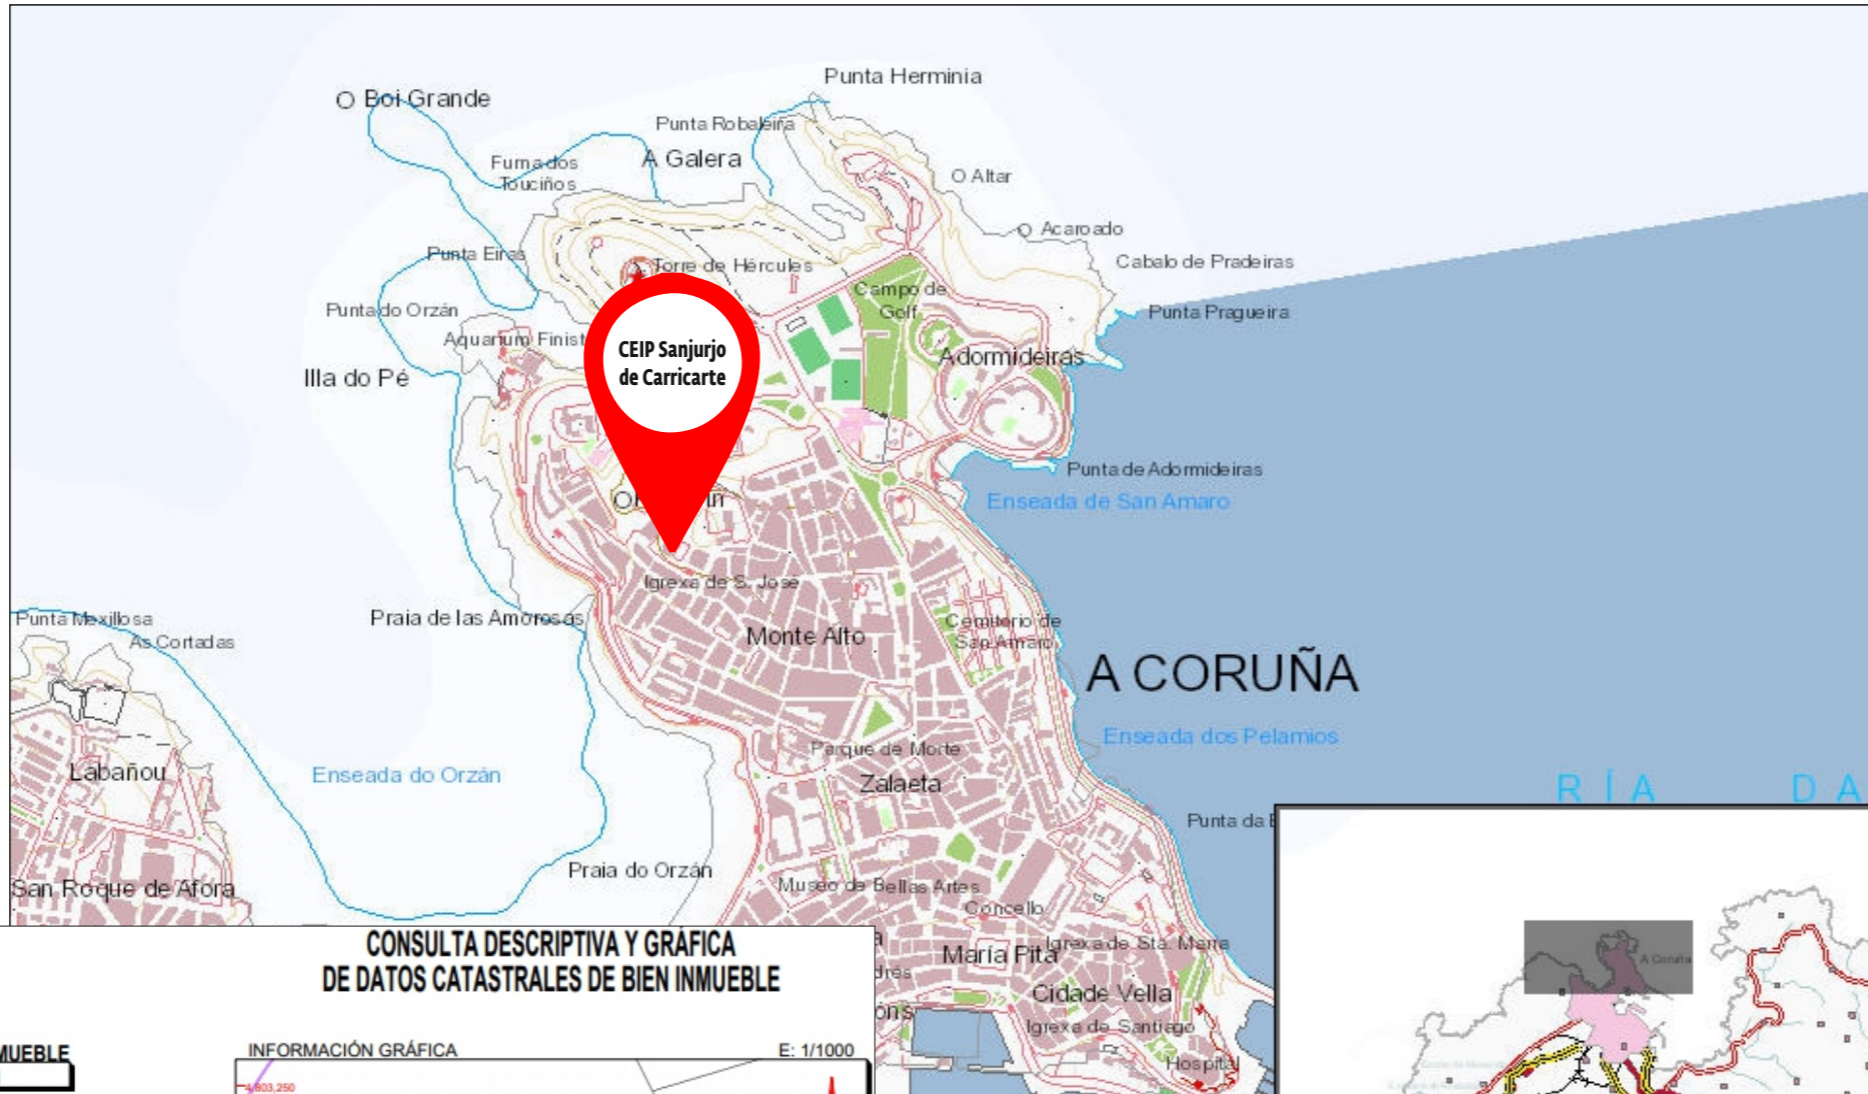 Punta Herminia
O Boi Grande
Punta Robaleira
A Galera
Furna dos
Touciños
O Altar
O Acaroado
Punta Eiras
Torre de Hércules
Cabalo de Pradeiras
Campo de
Golf
Punta do Orzán
Punta Pragueira
Aquarium Finist
CEIP Sanjurjo
de Carricarte
Adormideiras
Illa do Pé
Punta de Adormideiras
Enseada de San Amaro
Igrexa de S. José
Praia de las Amorosas
Punta Mexillosa
As Cortadas
Monte Alto
Cemiterio de
San Amaro
A CORUÑA
Enseada dos Pelamios
Parque de Morte
Labañou
Enseada do Orzán
Zalaeta
RÍA DA
Punta da
Praia do Orzán
San Roque de Afora
Museo de Bellas Artes
Concello
María Pita
Igrexa de Sta. María
Cidade Vella
Igrexa de Santiago
Hospital
A Coruña
CONSULTA DESCRIPTIVA Y GRÁFICA
DE DATOS CATASTRALES DE BIEN INMUEBLE
MUEBLE
INFORMACIÓN GRÁFICA
E: 1/1000
4,803,250